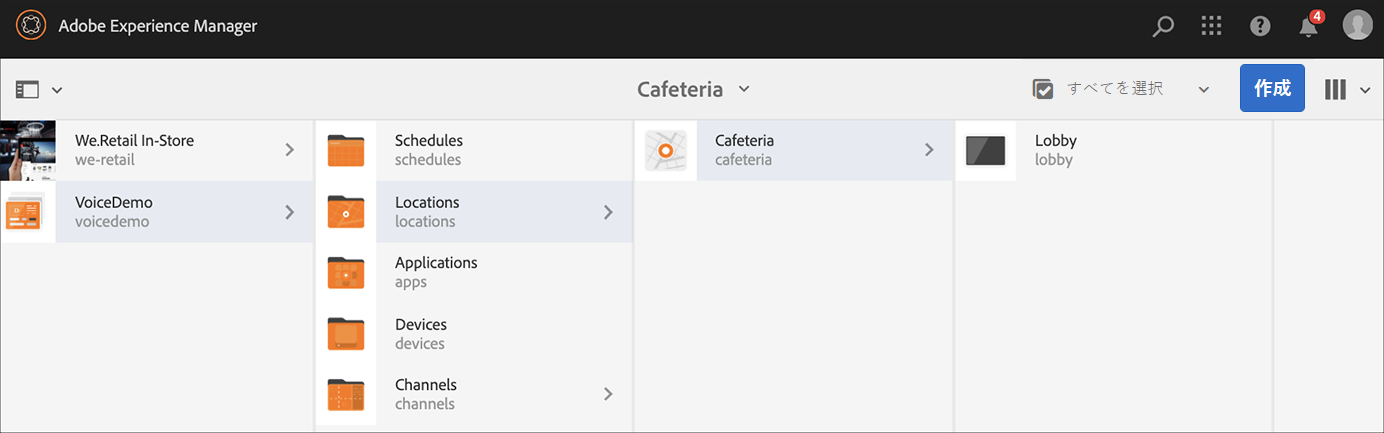 Adobe Experience Manager
4
Cafeteria
すべてを選択
作成
We.Retail In-Store
we-retail
VoiceDemo
voicedemo
Schedules
schedules
Locations
locations
Applications
apps
Devices
devices
Channels
channels
Cafeteria
cafeteria
Lobby
lobby